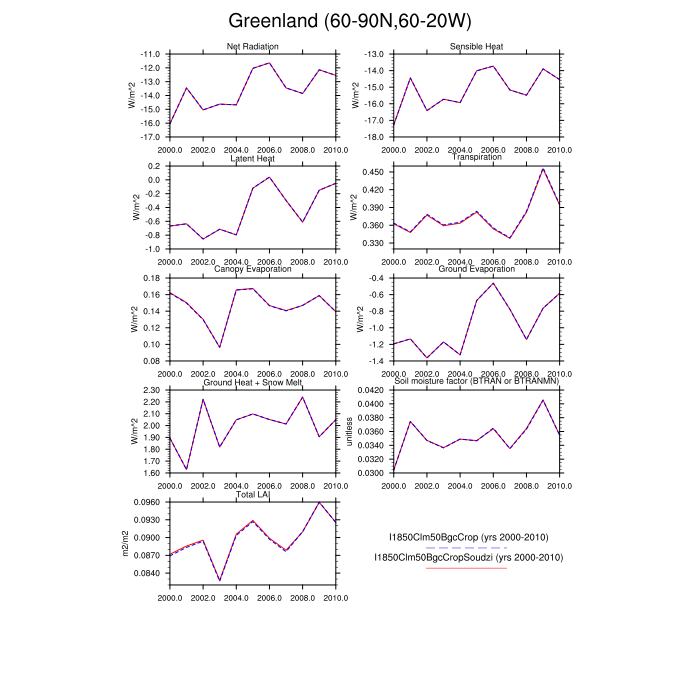 Greenland (60-90N,60-20W)
Net Radiation
W/m^2
-11.0
-12.0
-13.0
-14.0
-15.0
-16.0
-17.0
2000.0 2002.0 2004.0 2006.0 2008.0 2010.0
Sensible Heat
W/m^2
-13.0
-14.0
-15.0
-16.0
-17.0
-18.0
2000.0 2002.0 2004.0 2006.0 2008.0 2010.0
Latent Heat
W/m^2
0.2
-0.0
-0.2
-0.4
-0.6
-0.8
-1.0
2000.0 2002.0 2004.0 2006.0 2008.0 2010.0
Transpiration
W/m^2
0.450
0.420
0.390
0.360
0.330
2000.0 2002.0 2004.0 2006.0 2008.0 2010.0
Canopy Evaporation
W/m^2
0.18
0.16
0.14
0.12
0.10
0.08
2000.0 2002.0 2004.0 2006.0 2008.0 2010.0
Ground Evaporation
W/m^2
-0.4
-0.6
-0.8
-1.0
-1.2
-1.4
2000.0 2002.0 2004.0 2006.0 2008.0 2010.0
Ground Heat + Snow Melt
W/m^2
2.30
2.20
2.10
2.00
1.90
1.80
1.70
1.60
2000.0 2002.0 2004.0 2006.0 2008.0 2010.0
Soil moisture factor (BTRAN or BTRANMN)
unitless
0.0420
0.0400
0.0380
0.0360
0.0340
0.0320
0.0300
2000.0 2002.0 2004.0 2006.0 2008.0 2010.0
Total LAI
m2/m2
0.0960
0.0930
0.0900
0.0870
0.0840
2000.0 2002.0 2004.0 2006.0 2008.0 2010.0
I1850Clm50BgcCrop (yrs 2000-2010)
I1850Clm50BgcCropSoudzi (yrs 2000-2010)